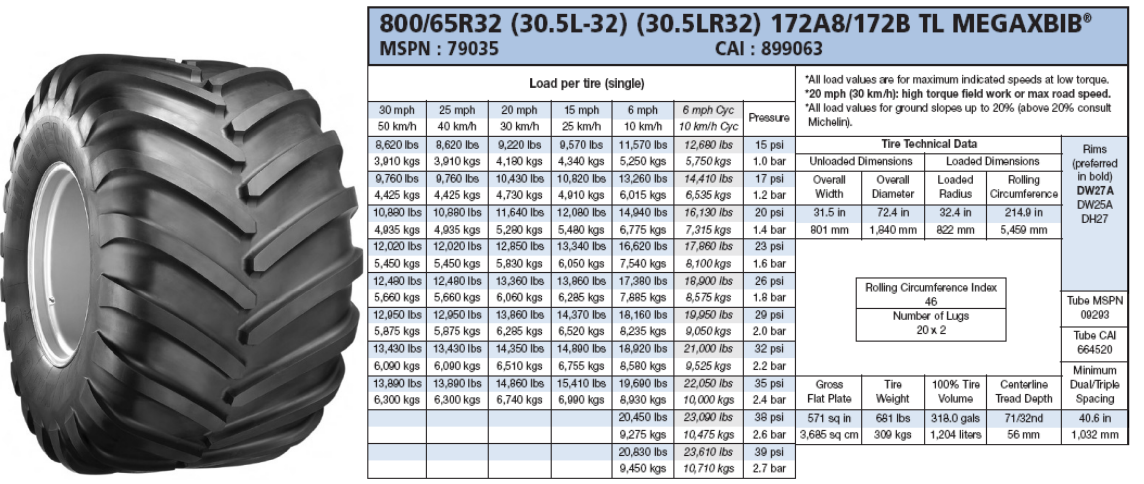 800/65R32 (30.5L-32) (30.5LR32) 172A8/172B TL MEGAXBIB®
MSPN : 79035 CAI : 899063
Load per tire (single)
30 mph 25 mph 20 mph 15 mph 6 mph 6 mph Cyc Pressure
50 km/h 40 km/h 30 km/h 25 km/h 10 km/h 10 km/h Cyc
8,620 lbs 8,620 lbs 9,220 lbs 9,570 lbs 11,570 lbs 12,680 lbs 15 psi
3,910 kgs 3,910 kgs 4,180 kgs 4,340 kgs 5,250 kgs 5,750 kgs 1.0 bar
9,760 lbs 9,760 lbs 10,430 lbs 10,820 lbs 13,260 lbs 14,410 lbs 17 psi
4,425 kgs 4,425 kgs 4,730 kgs 4,910 kgs 6,015 kgs 6,535 kgs 1.2 bar
10,880 lbs 10,880 lbs 11,640 lbs 12,080 lbs 14,940 lbs 16,130 lbs 20 psi
4,935 kgs 4,935 kgs 5,280 kgs 5,480 kgs 6,775 kgs 7,315 kgs 1.4 bar
12,020 lbs 12,020 lbs 12,850 lbs 13,340 lbs 16,620 lbs 17,860 lbs 23 psi
5,450 kgs 5,450 kgs 5,830 kgs 6,050 kgs 7,540 kgs 8,100 kgs 1.6 bar
12,480 lbs 12,480 lbs 13,360 lbs 13,860 lbs 17,380 lbs 18,900 lbs 26 psi
5,660 kgs 5,660 kgs 6,060 kgs 6,285 kgs 7,885 kgs 8,575 kgs 1.8 bar
12,950 lbs 12,950 lbs 13,860 lbs 14,370 lbs 18,160 lbs 19,950 lbs 29 psi
5,875 kgs 5,875 kgs 6,285 kgs 6,520 kgs 8,235 kgs 9,050 kgs 2.0 bar
13,430 lbs 13,430 lbs 14,350 lbs 14,890 lbs 18,920 lbs 21,000 lbs 32 psi
6,090 kgs 6,090 kgs 6,510 kgs 6,755 kgs 8,580 kgs 9,525 kgs 2.2 bar
13,890 lbs 13,890 lbs 14,860 lbs 15,410 lbs 19,690 lbs 22,050 lbs 35 psi
6,300 kgs 6,300 kgs 6,740 kgs 6,990 kgs 8,930 kgs 10,000 kgs 2.4 bar
20,450 lbs 23,090 lbs 38 psi
9,275 kgs 10,475 kgs 2.6 bar
20,830 lbs 23,610 lbs 39 psi
9,450 kgs 10,710 kgs 2.7 bar
*All load values are for maximum indicated speeds at low torque.
*20 mph (30 km/h): high torque field work or max road speed.
*All load values for ground slopes up to 20% (above 20% consult
Michelin).
Tire Technical Data
Unloaded Dimensions Loaded Dimensions
Overall Overall Loaded Rolling
Width Diameter Radius Circumference
31.5 in 72.4 in 32.4 in 214.9 in
801 mm 1,840 mm 822 mm 5,459 mm
Rims
(preferred
in bold)
DW27A
DW25A
DH27
Rolling Circumference Index
46
Number of Lugs
20 x 2
Tube MSPN
09293
Tube CAI
664520
Minimum
Dual/Triple
Spacing
Gross Tire 100% Tire Centerline
Flat Plate Weight Volume Tread Depth
571 sq in 681 lbs 318.0 gals 71/32nd 40.6 in
3,685 sq cm 309 kgs 1,204 liters 56 mm 1,032 mm